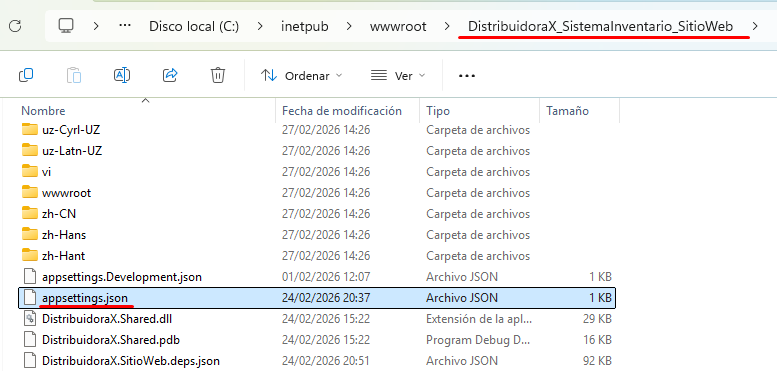 … Disco local (C:) > inetpub > wwwroot > DistribuidoraX_SistemaInventario_SitioWeb >
Ordenar Ver ...
Nombre Fecha de modificación Tipo Tamaño
uz-Cyrl-UZ 27/02/2026 14:26 Carpeta de archivos
uz-Latn-UZ 27/02/2026 14:26 Carpeta de archivos
vi 27/02/2026 14:26 Carpeta de archivos
wwwroot 27/02/2026 14:26 Carpeta de archivos
zh-CN 27/02/2026 14:26 Carpeta de archivos
zh-Hans 27/02/2026 14:26 Carpeta de archivos
zh-Hant 27/02/2026 14:26 Carpeta de archivos
appsettings.Development.json 01/02/2026 12:07 Archivo JSON 1 KB
appsettings.json 24/02/2026 20:37 Archivo JSON 1 KB
DistribuidoraX.Shared.dll 24/02/2026 15:22 Extensión de la apl... 29 KB
DistribuidoraX.Shared.pdb 24/02/2026 15:22 Program Debug D... 16 KB
DistribuidoraX.SitioWeb.deps.json 24/02/2026 20:51 Archivo JSON 92 KB